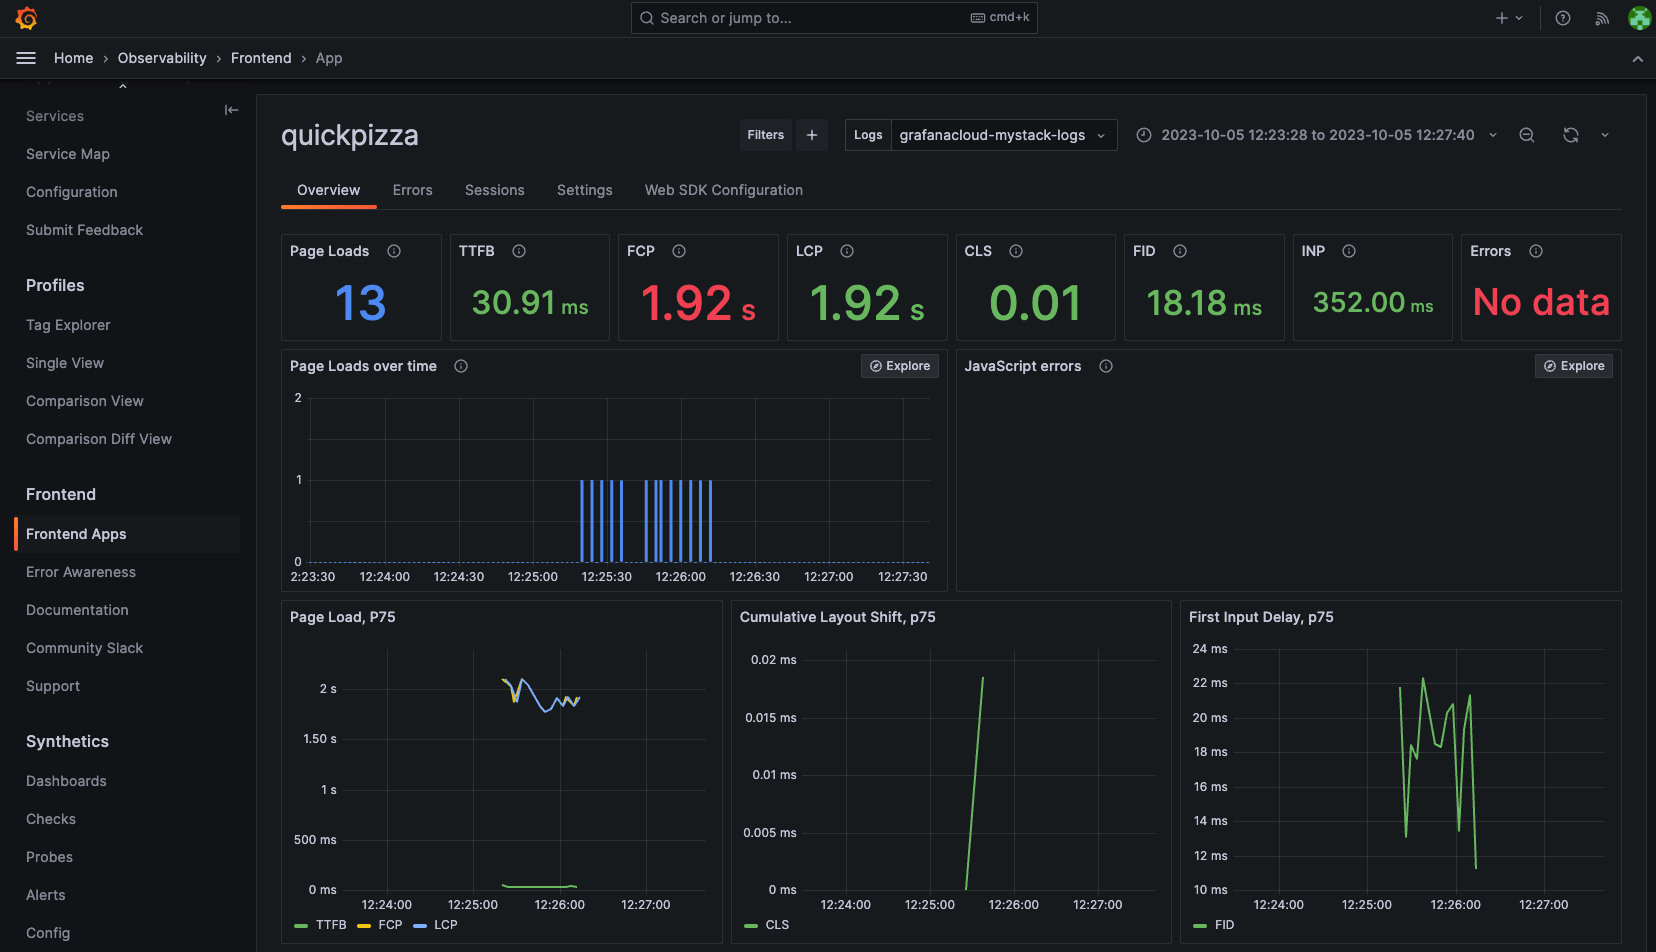 Search or jump to...
cmd+k
Home › Observability › Frontend › App
Services
Service Map
Configuration
Submit Feedback
Profiles
Tag Explorer
Single View
Comparison View
Comparison Diff View
Frontend
Frontend Apps
Error Awareness
Documentation
Community Slack
Support
Synthetics
Dashboards
Checks
Probes
Alerts
Config
quickpizza
Filters
Logs grafanacloud-mystack-logs
2023-10-05 12:23:28 to 2023-10-05 12:27:40
Overview Errors Sessions Settings Web SDK Configuration
Page Loads
13
TTFB
30.91 ms
FCP
1.92 s
LCP
1.92 s
CLS
0.01
FID
18.18 ms
INP
352.00 ms
Errors
No data
Page Loads over time
Explore
2
1
0
2:23:30 12:24:00 12:24:30 12:25:00 12:25:30 12:26:00 12:26:30 12:27:00 12:27:30
JavaScript errors
Explore
Page Load, P75
2 s
1.50 s
1 s
500 ms
0 ms
12:24:00 12:25:00 12:26:00 12:27:00
TTFB FCP LCP
Cumulative Layout Shift, p75
0.02 ms
0.015 ms
0.01 ms
0.005 ms
0 ms
12:24:00 12:25:00 12:26:00 12:27:00
CLS
First Input Delay, p75
24 ms
22 ms
20 ms
18 ms
16 ms
14 ms
12 ms
10 ms
12:24:00 12:25:00 12:26:00 12:27:00
FID